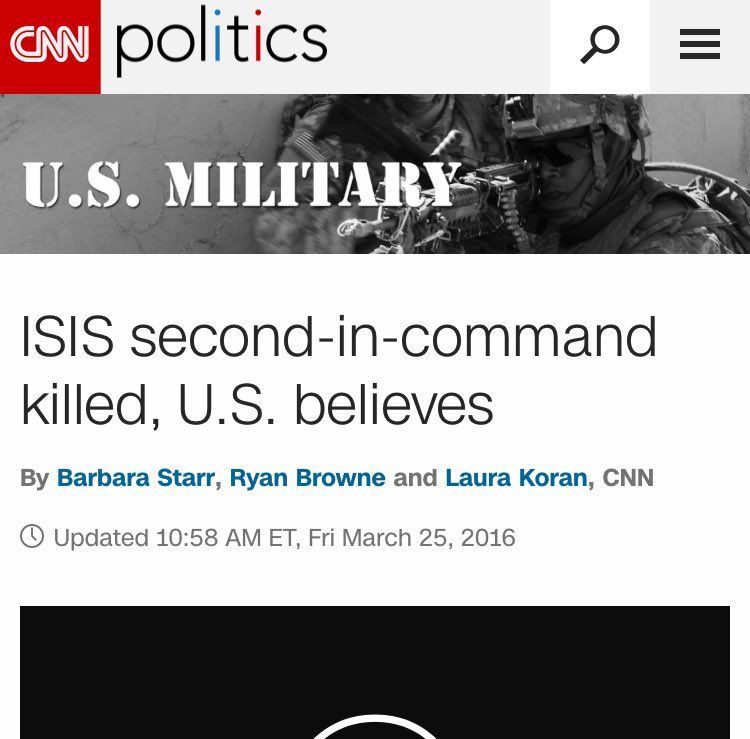 CNN politics
U.S. MILITARY
ISIS second-in-command
killed, U.S. believes
By Barbara Starr, Ryan Browne and Laura Koran, CNN
Updated 10:58 AM ET, Fri March 25, 2016